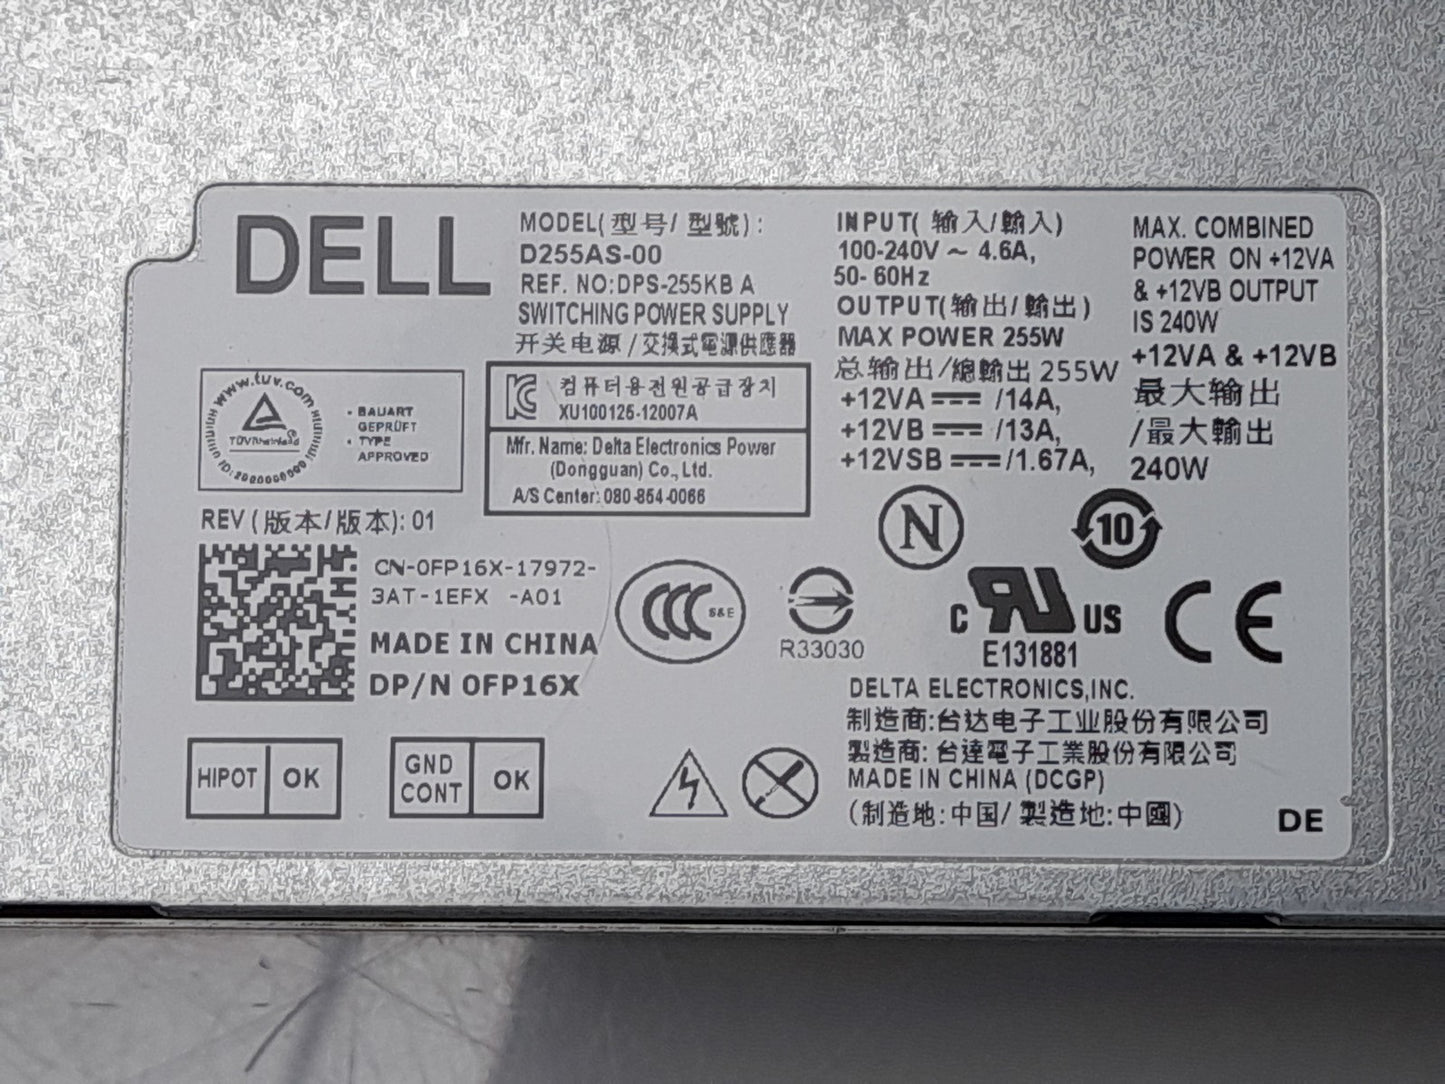 DELL
MODEL(型号/ 型號):
D255AS-00
REF. NO:DPS-255KB A
SWITCHING POWER SUPPLY
开关电源/交換式電源供應器
INPUT( 输入/輸入)
100-240V ~ 4.6A,
50- 60Hz
OUTPUT(输出/輸出)
MAX POWER 255W
总输出/總輸出 255W
+12VA ⎓ /14A,
+12VB ⎓ /13A,
+12VSB ⎓ /1.67A,
MAX. COMBINED
POWER ON +12VA
& +12VB OUTPUT
IS 240W
+12VA & +12VB
最大输出
/最大輸出
240W
www.tuv.com
TÜVRheinland
• BAUART
GEPRÜFT
• TYPE
APPROVED
컴퓨터용전원공급장치
XU100125-12007A
Mfr. Name: Delta Electronics Power
(Dongguan) Co., Ltd.
A/S Center: 080-854-0066
REV (版本/版本): 01
CN-0FP16X-17972-
3AT-1EFX -A01
MADE IN CHINA
DP/N 0FP16X
CCC S&E
R33030
N
10
C UR US
E131881
CE
DELTA ELECTRONICS,INC.
制造商:台达电子工业股份有限公司
製造商:台達電子工業股份有限公司
MADE IN CHINA (DCGP)
(制造地:中国/ 製造地:中國)
HIPOT OK
GND
CONT OK
DE